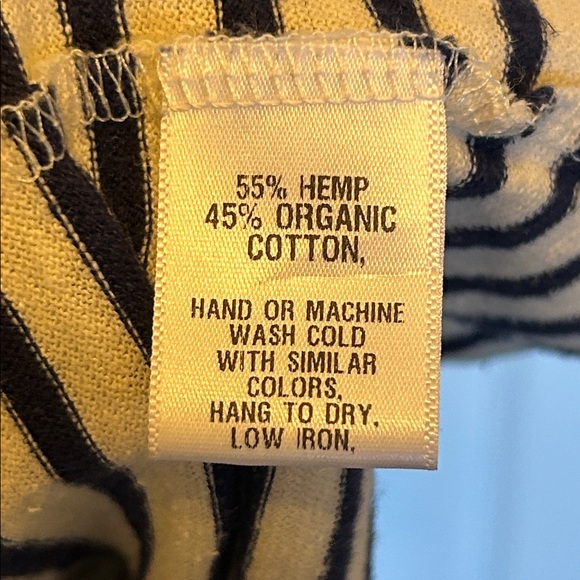 55% HEMP
45% ORGANIC
COTTON,
HAND OR MACHINE
WASH COLD
WITH SIMILAR
COLORS,
HANG TO DRY,
LOW IRON,